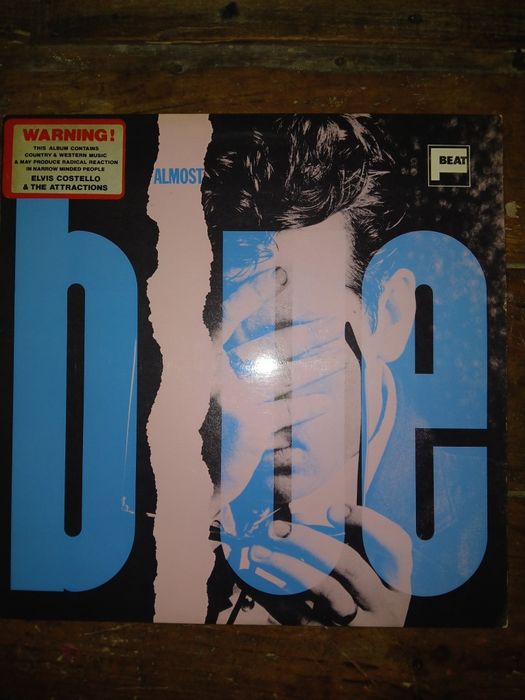 WARNING!
THIS ALBUM CONTAINS
COUNTRY & WESTERN MUSIC
& MAY PRODUCE RADICAL REACTION
IN NARROW MINDED PEOPLE
ELVIS COSTELLO
& THE ATTRACTIONS
ALMOST
BEAT
blue